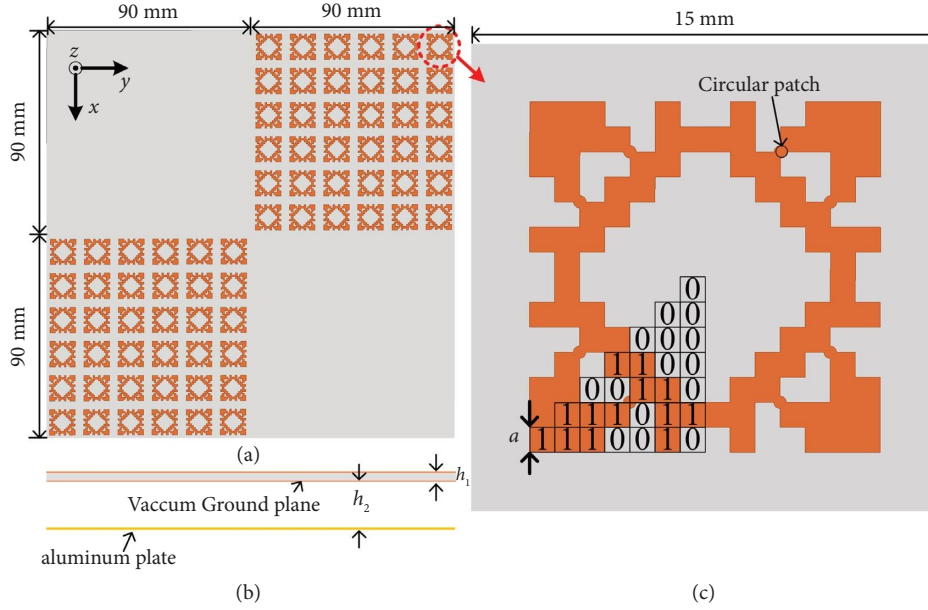 90 mm
90 mm
15 mm
z
y
x
90 mm
90 mm
(a)
Circular patch
0
0 0
0 0 0
1 1 0 0
0 0 1 1 0
1 1 1 0 1 1
1 1 1 0 0 1 0
a
h1
Vaccum Ground plane
h2
aluminum plate
(b)
(c)